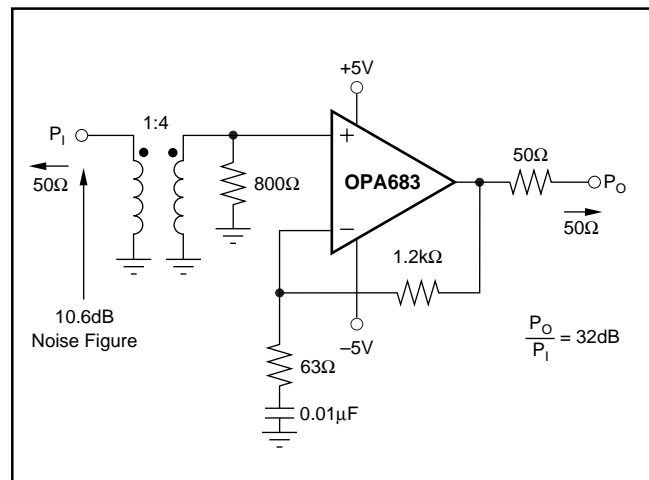 +5V
1:4
P_I
50Ω
800Ω
+
OPA683
−
50Ω
P_O
50Ω
1.2kΩ
−5V
10.6dB
Noise Figure
63Ω
0.01µF
P_O
P_I
= 32dB